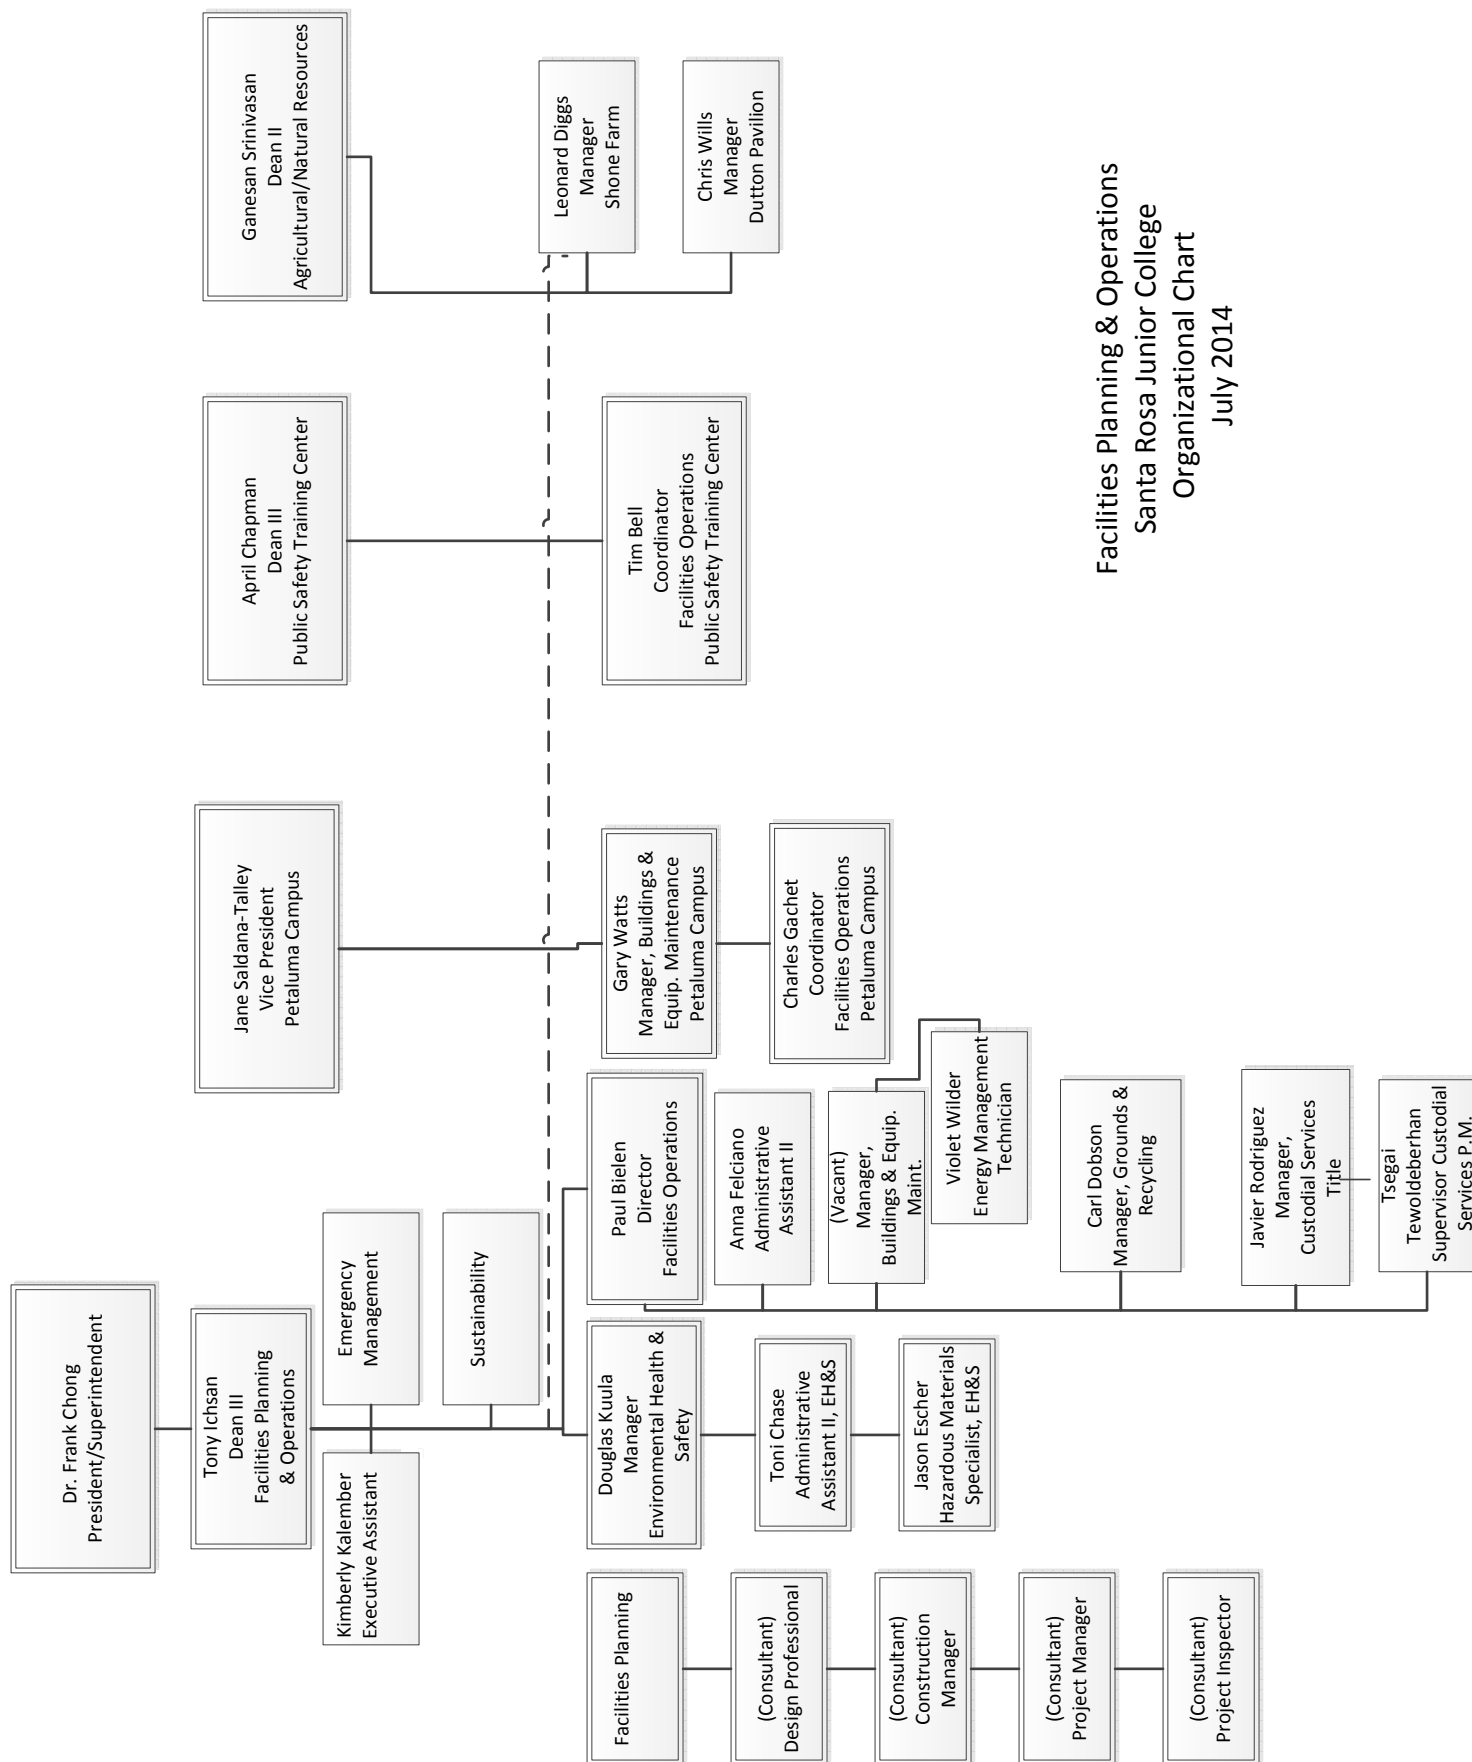 Dr. Frank Chong
President/Superintendent
Tony Ichsan
Dean III
Facilities Planning
& Operations
Kimberly Kalember
Executive Assistant
Emergency
Management
Sustainability
Jane Saldana-Talley
Vice President
Petaluma Campus
April Chapman
Dean III
Public Safety Training Center
Ganesan Srinivasan
Dean II
Agricultural/Natural Resources
Facilities Planning
(Consultant)
Design Professional
(Consultant)
Construction
Manager
(Consultant)
Project Manager
(Consultant)
Project Inspector
Douglas Kuula
Manager
Environmental Health &
Safety
Toni Chase
Administrative
Assistant II, EH&S
Jason Escher
Hazardous Materials
Specialist, EH&S
Paul Bielen
Director
Facilities Operations
Anna Felciano
Administrative
Assistant II
(Vacant)
Manager,
Buildings & Equip.
Maint.
Violet Wilder
Energy Management
Technician
Carl Dobson
Manager, Grounds &
Recycling
Javier Rodriguez
Manager,
Custodial Services
Title
Tsegai
Tewoldeberhan
Supervisor Custodial
Services P.M.
Gary Watts
Manager, Buildings &
Equip. Maintenance
Petaluma Campus
Charles Gachet
Coordinator
Facilities Operations
Petaluma Campus
Tim Bell
Coordinator
Facilities Operations
Public Safety Training Center
Leonard Diggs
Manager
Shone Farm
Chris Wills
Manager
Dutton Pavilion
Facilities Planning & Operations
Santa Rosa Junior College
Organizational Chart
July 2014